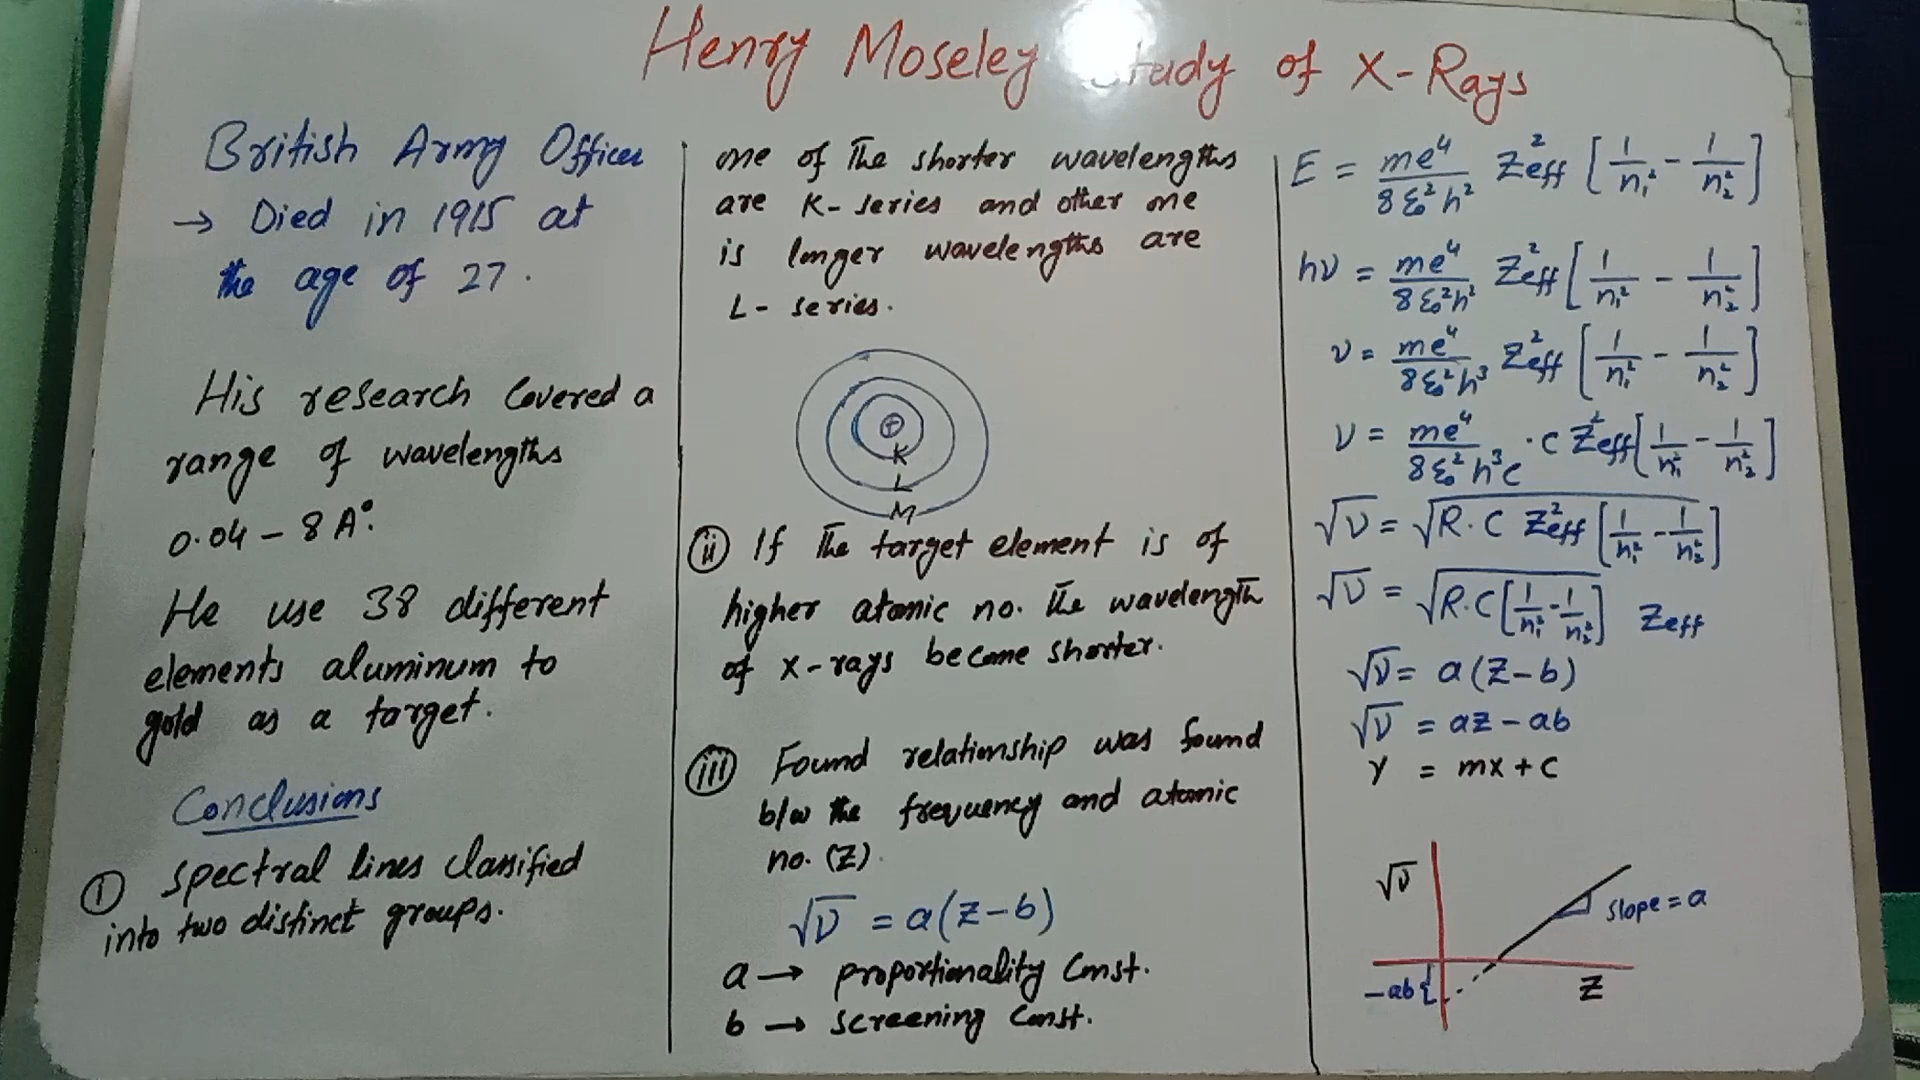 Henry Moseley Study of X-Rays
British Army Officer
→ Died in 1915 at
the age of 27.
His research Covered a
range of wavelengths
0.04 - 8 A°.
He use 38 different
elements aluminum to
gold as a target.
Conclusions
(i) Spectral lines classified
into two distinct groups.
one of the shorter wavelengths
are K-series and other one
is longer wavelengths are
L-series.
+
K
L
M
(ii) If the target element is of
higher atomic no. the wavelength
of x-rays become shorter.
(iii) Found relationship was found
b/w the frequency and atomic
no. (Z).
√ν = a(Z-b)
a → proportionality Const.
b → screening Const.
E = me⁴/8ε₀²h² Z²eff [1/n₁² - 1/n₂²]
hν = me⁴/8ε₀²h² Z²eff [1/n₁² - 1/n₂²]
ν = me⁴/8ε₀²h³ Z²eff [1/n₁² - 1/n₂²]
ν = me⁴/8ε₀²h³c · c Z²eff [1/n₁² - 1/n₂²]
√ν = √R·C Z²eff [1/n₁² - 1/n₂²]
√ν = √R·C [1/n₁² - 1/n₂²] Zeff
√ν = a(Z-b)
√ν = aZ - ab
Y = mx + C
√ν
slope = a
-ab{
Z